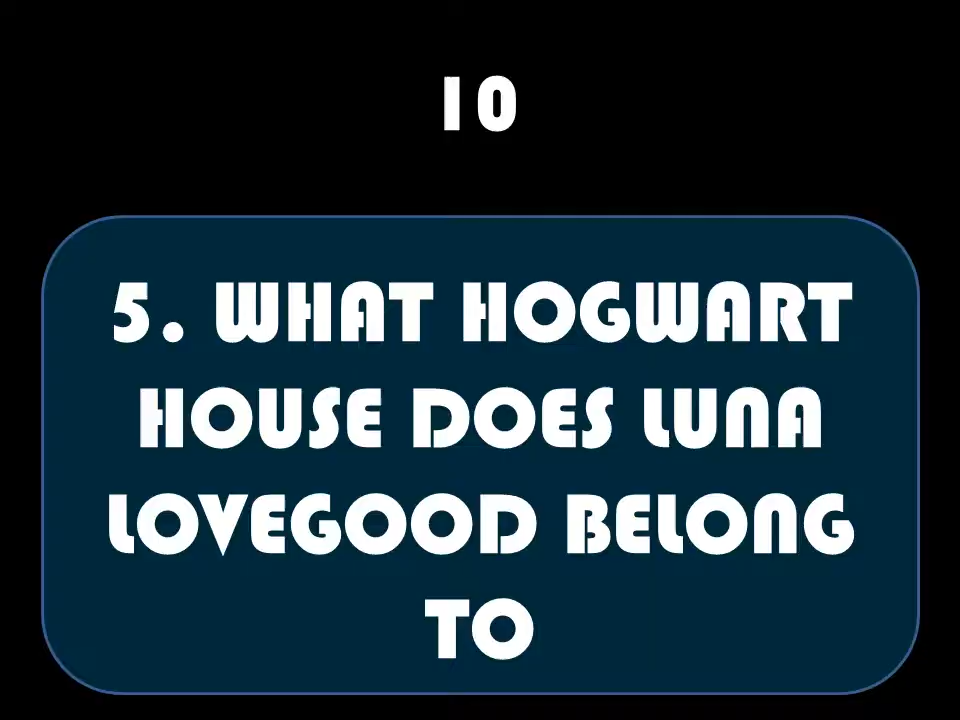 10
5. WHAT HOGWART
HOUSE DOES LUNA
LOVEGOOD BELONG
TO